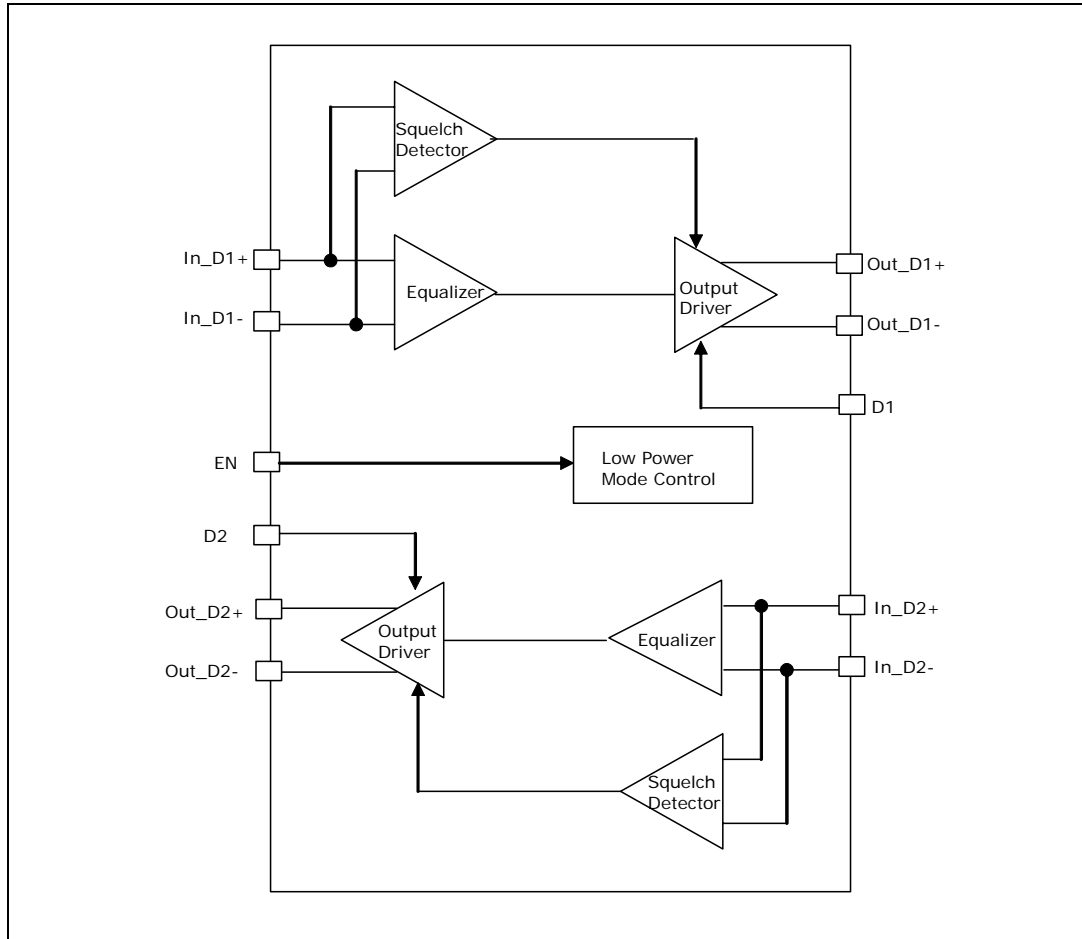 Squelch
Detector
In_D1+
Equalizer
In_D1-
Output
Driver
Out_D1+
Out_D1-
D1
EN
Low Power
Mode Control
D2
Out_D2+
Output
Driver
Out_D2-
Equalizer
In_D2+
In_D2-
Squelch
Detector